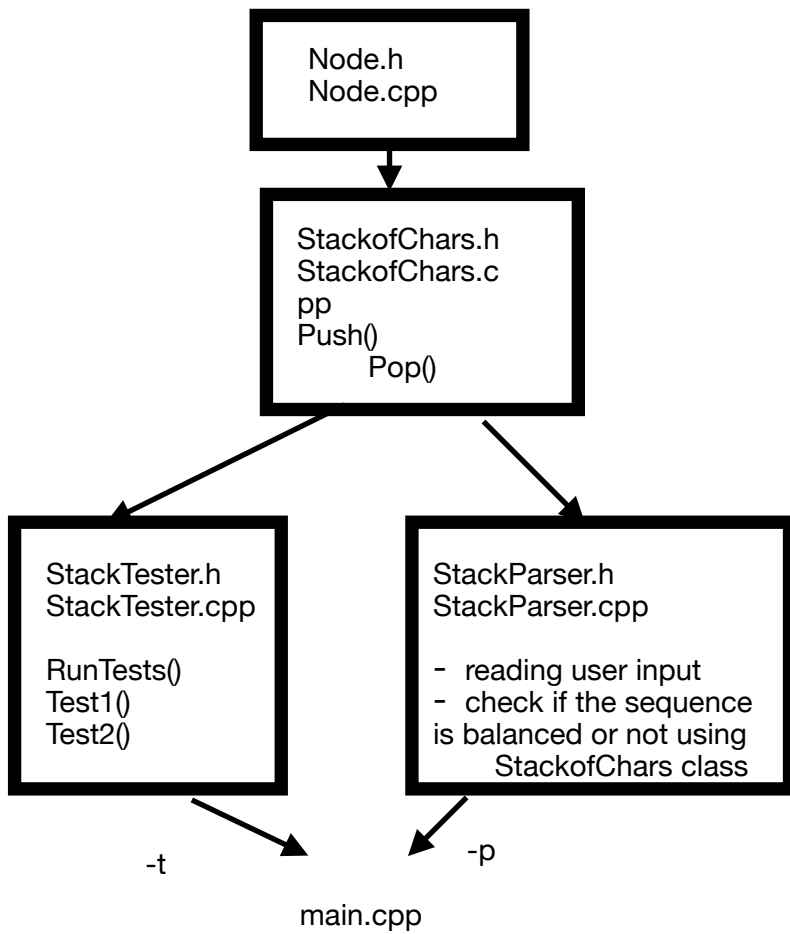 Node.h
Node.cpp
StackofChars.h
StackofChars.c
pp
Push()
Pop()
StackTester.h
StackTester.cpp
RunTests()
Test1()
Test2()
StackParser.h
StackParser.cpp
- reading user input
- check if the sequence
is balanced or not using
StackofChars class
-t
-p
main.cpp